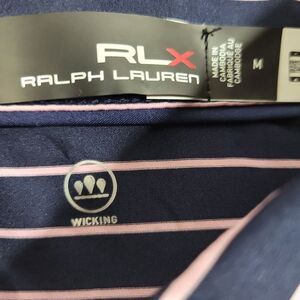 RLX
RALPH LAUREN
MADE IN
CAMBODIA
FABRIQUÉ AU
CAMBODGE
M
WICKING